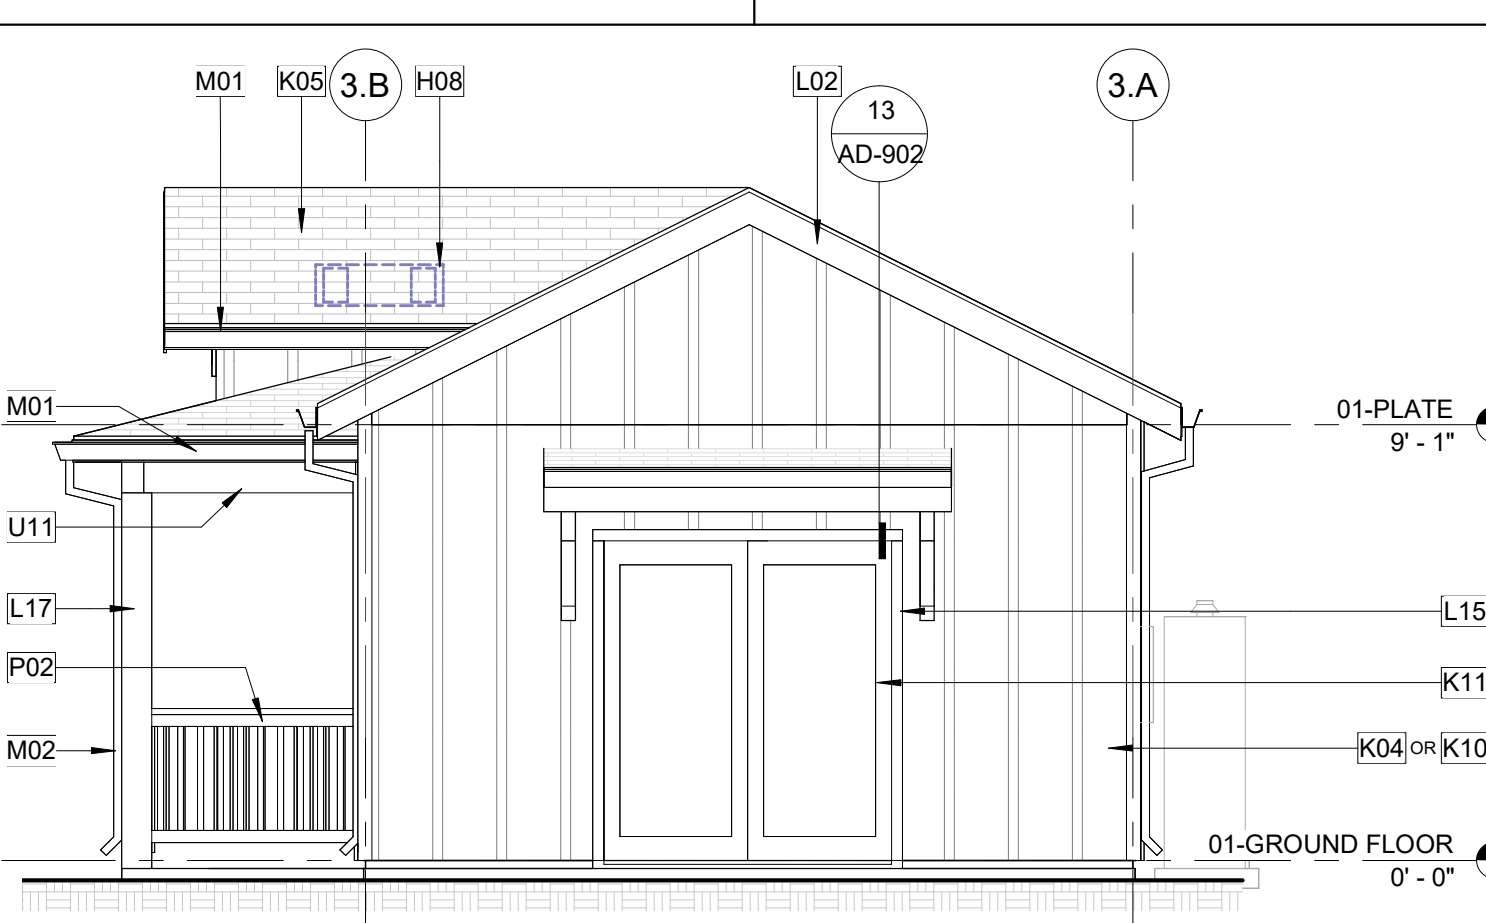 M01 K05 3.B H08 L02 3.A
13
AD-902
M01
01-PLATE
9' - 1"
U11
L17
L15
P02
K11
M02
K04 OR K10
01-GROUND FLOOR
0' - 0"